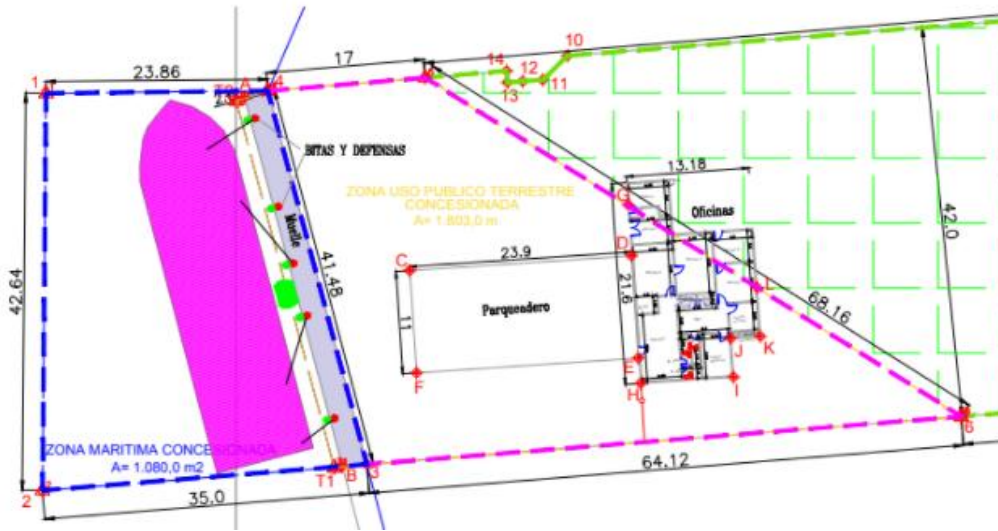 10
17
14
12
11
13
1
23.86
A
4
BITAS Y DEFENSAS
13.18
ZONA USO PUBLICO TERRESTRE
CONCESIONADA
A= 1.803,0 m
G
Oficinas
42.0
Muelle
D
C
23.9
41.48
42.64
21.6
L
68.16
11
Parqueadero
J
K
E
F
H
I
6
ZONA MARITIMA CONCESIONADA
A= 1.080,0 m2
T1
B
3
64.12
2
35.0